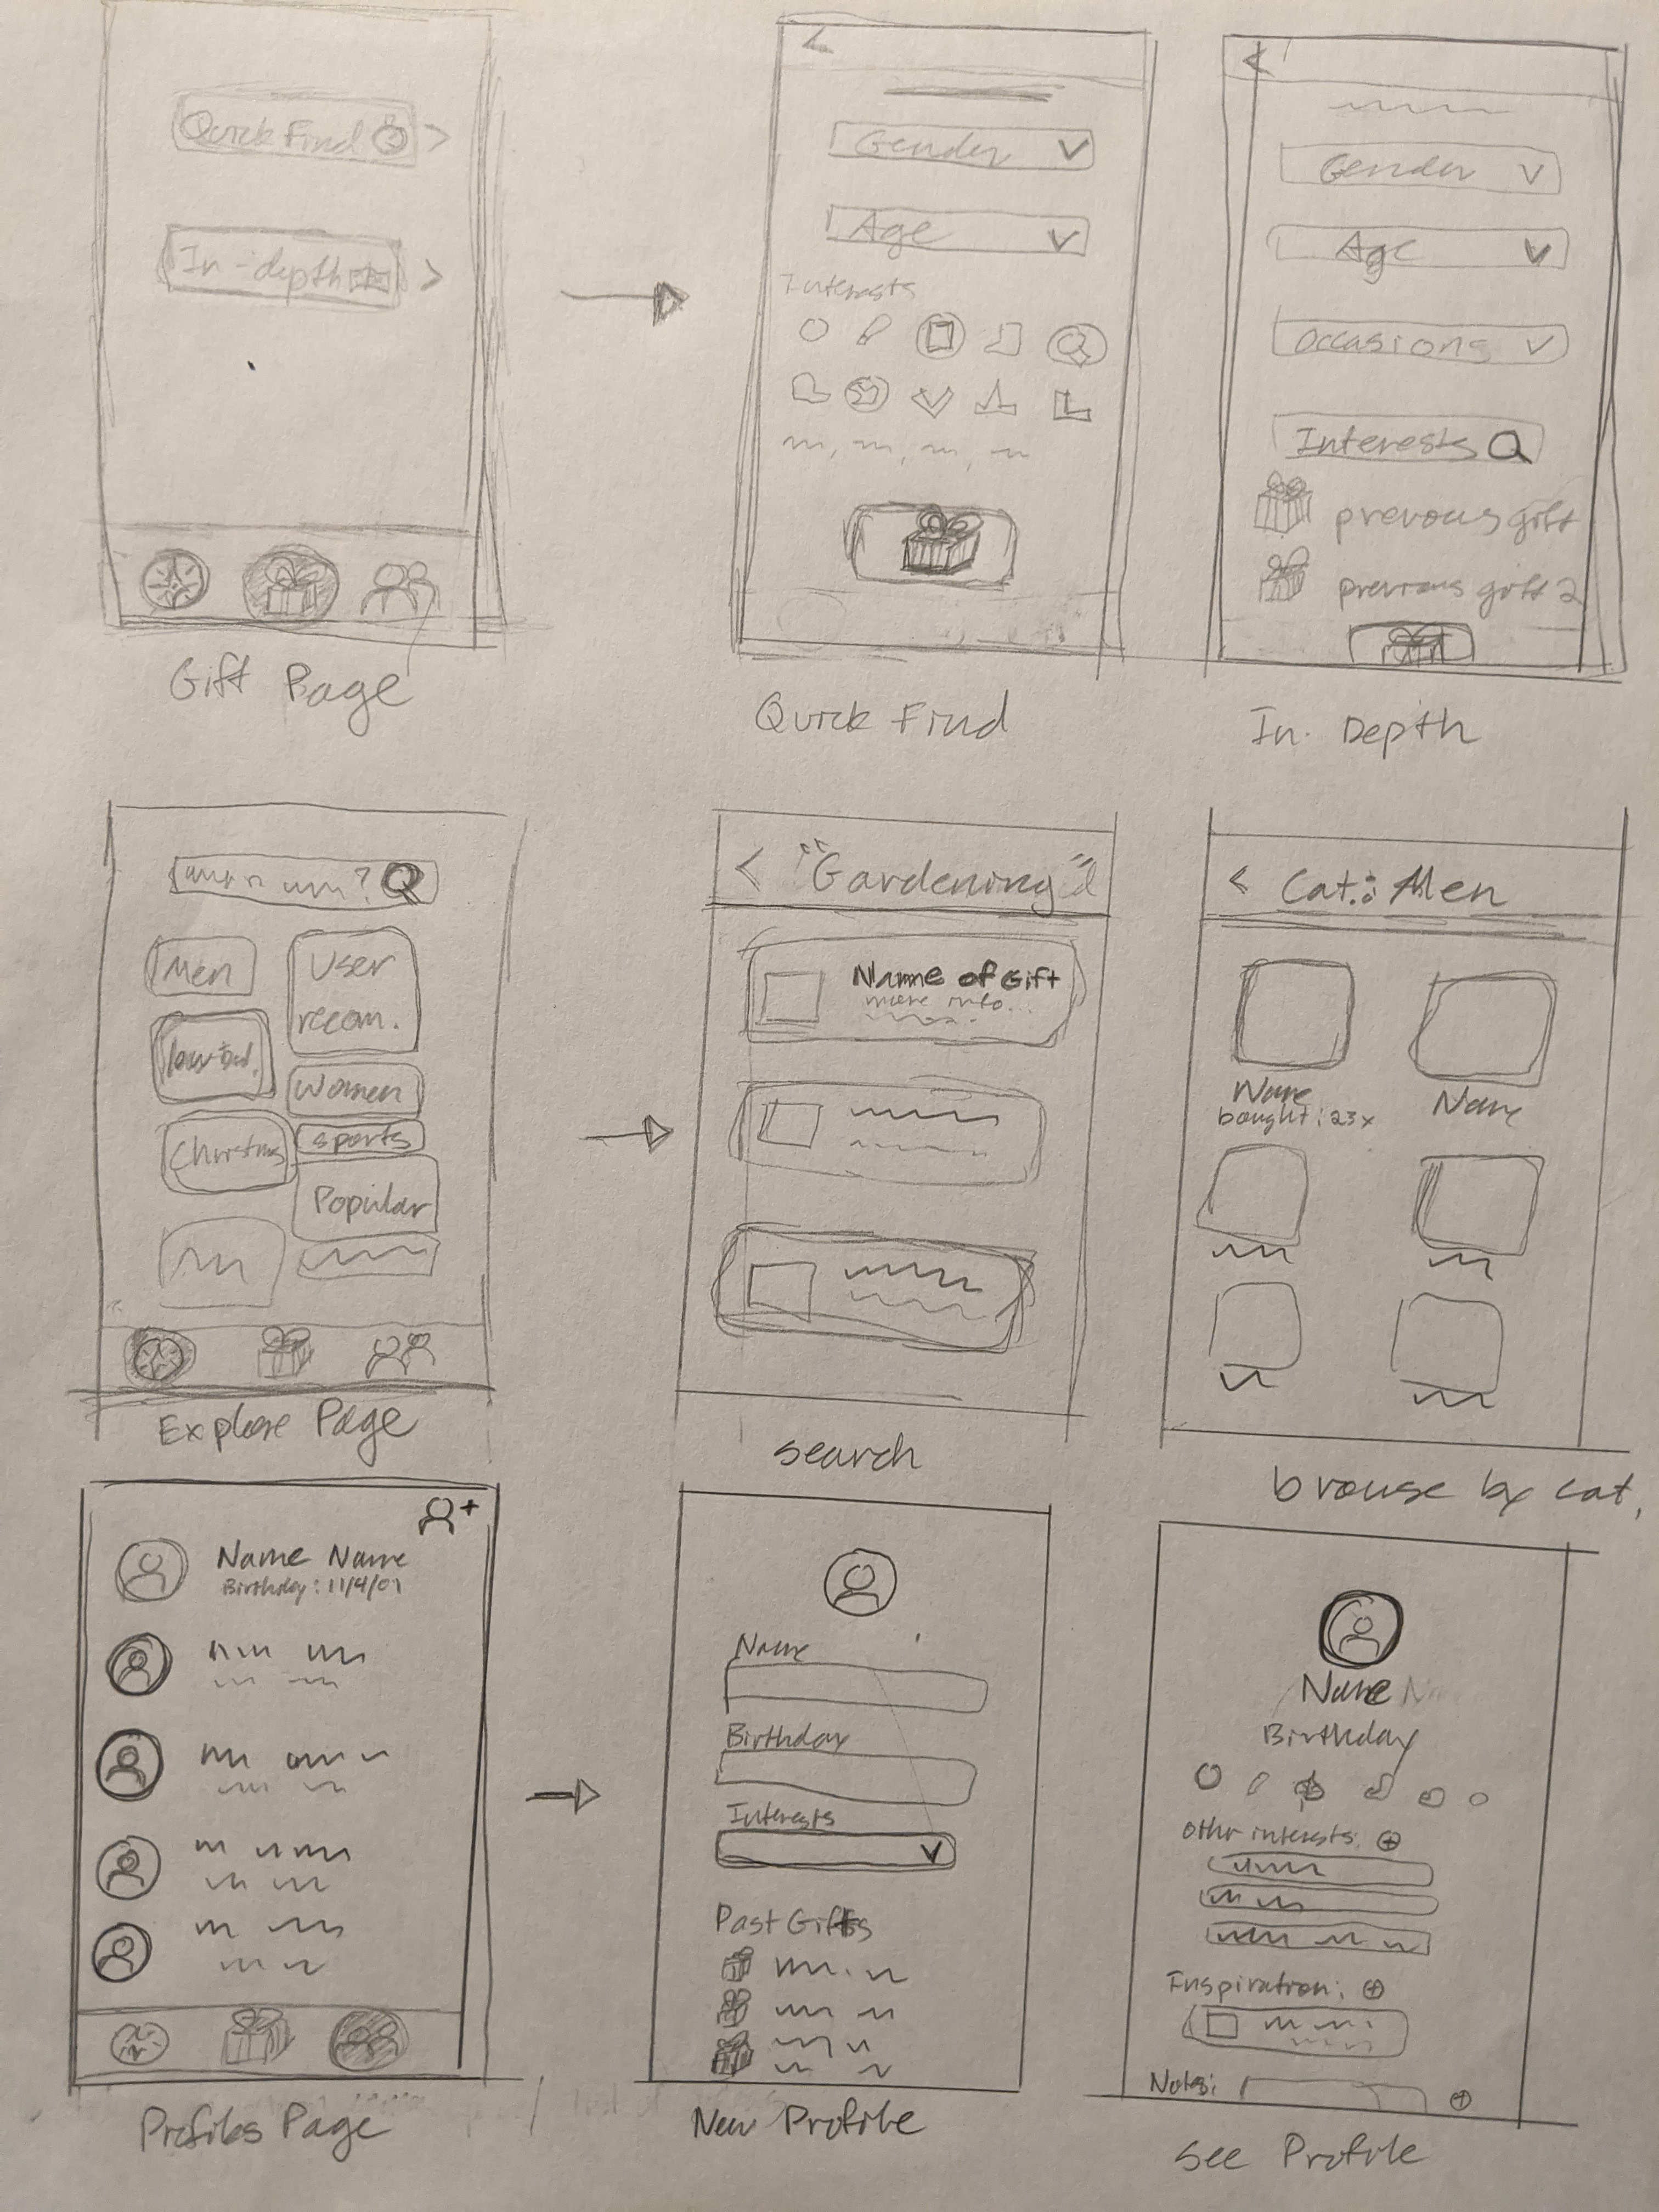 Quick Find
In-depth
Gift Page
Gender
Age
Interests
Quick Find
Gender
Age
occasions
Interests
prevous gift
previous gift 2
In. Depth
Men
User
recom.
Women
Christmas
sports
Popular
Explore Page
"Gardening"
Name of Gift
more info...
search
Cat.: Men
Name
bought: 23x
Name
browse by cat.
Name Name
Birthday: 11/4/01
Profiles Page
Name
Birthday
Interests
Past Gifts
New Profile
Name
Birthday
Other interests:
Inspiration:
Notes:
See Profile